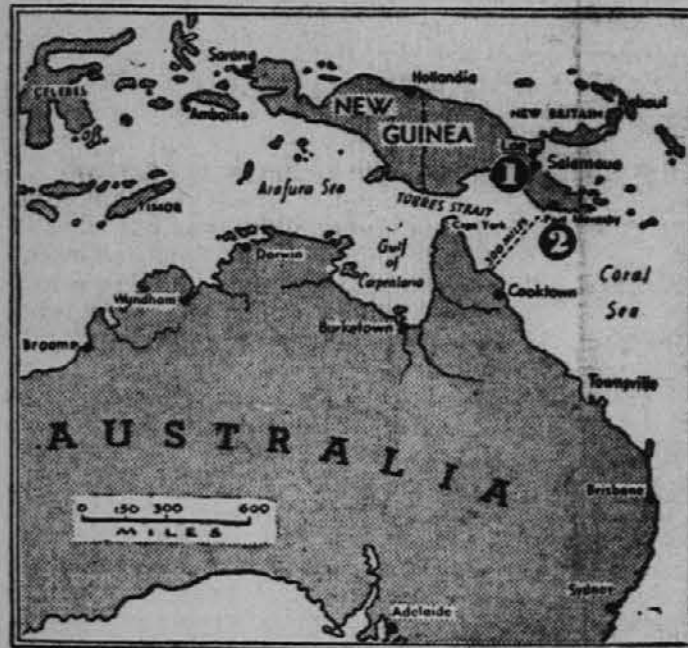 Sorong
Hollandia
CELEBES
NEW
NEW BRITAIN
Rabaul
Amboina
GUINEA
Lae
1
Salamaua
Arafura Sea
TIMOR
TORRES STRAIT
Cape York
Port Moresby
300 MILES
2
Darwin
Gulf
of
Carpentaria
Coral
Sea
Wyndham
Cooktown
Burketown
Broome
Townsville
AUSTRALIA
0 150 300 600
MILES
Brisbane
Sydney
Adelaide